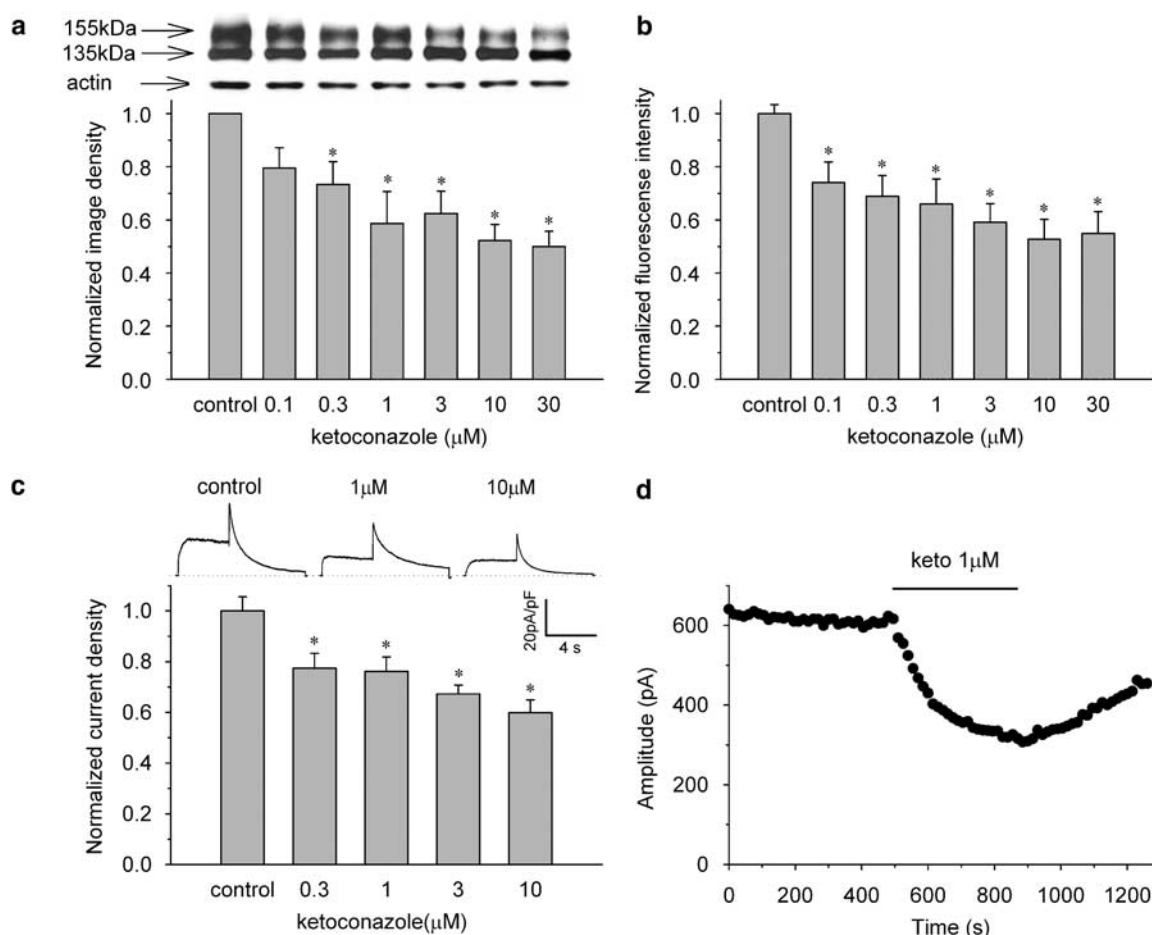 a
155kDa
135kDa
actin
Normalized image density
1.0
0.8
0.6
0.4
0.2
0.0
* * * * *
control 0.1 0.3 1 3 10 30
ketoconazole (μM)
b
Normalized fluorescense intensity
1.0
0.8
0.6
0.4
0.2
0.0
* * * * * *
control 0.1 0.3 1 3 10 30
ketoconazole (μM)
c
control 1μM 10μM
20pA/pF
4 s
Normalized current density
1.0
0.8
0.6
0.4
0.2
0.0
* * * *
control 0.3 1 3 10
ketoconazole(μM)
d
keto 1μM
Amplitude (pA)
600
400
200
0
0 200 400 600 800 1000 1200
Time (s)